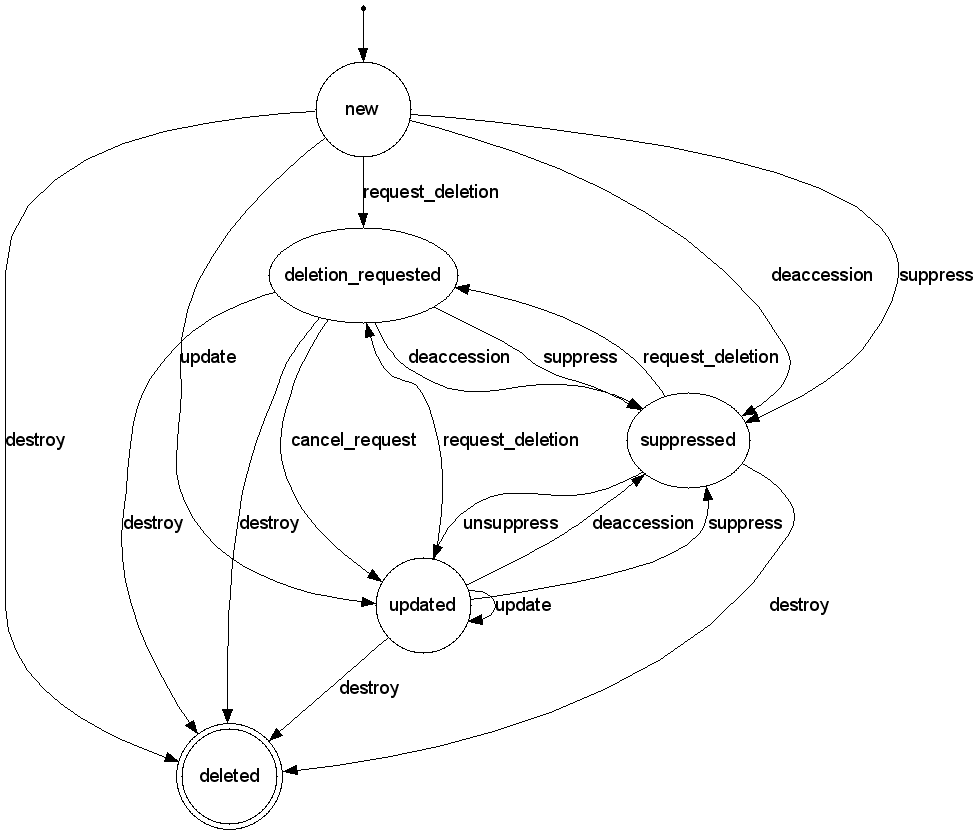 new
request_deletion
deletion_requested
deaccession
suppress
update
deaccession
suppress
request_deletion
destroy
cancel_request
request_deletion
suppressed
destroy
destroy
unsuppress
deaccession
suppress
updated
update
destroy
destroy
deleted